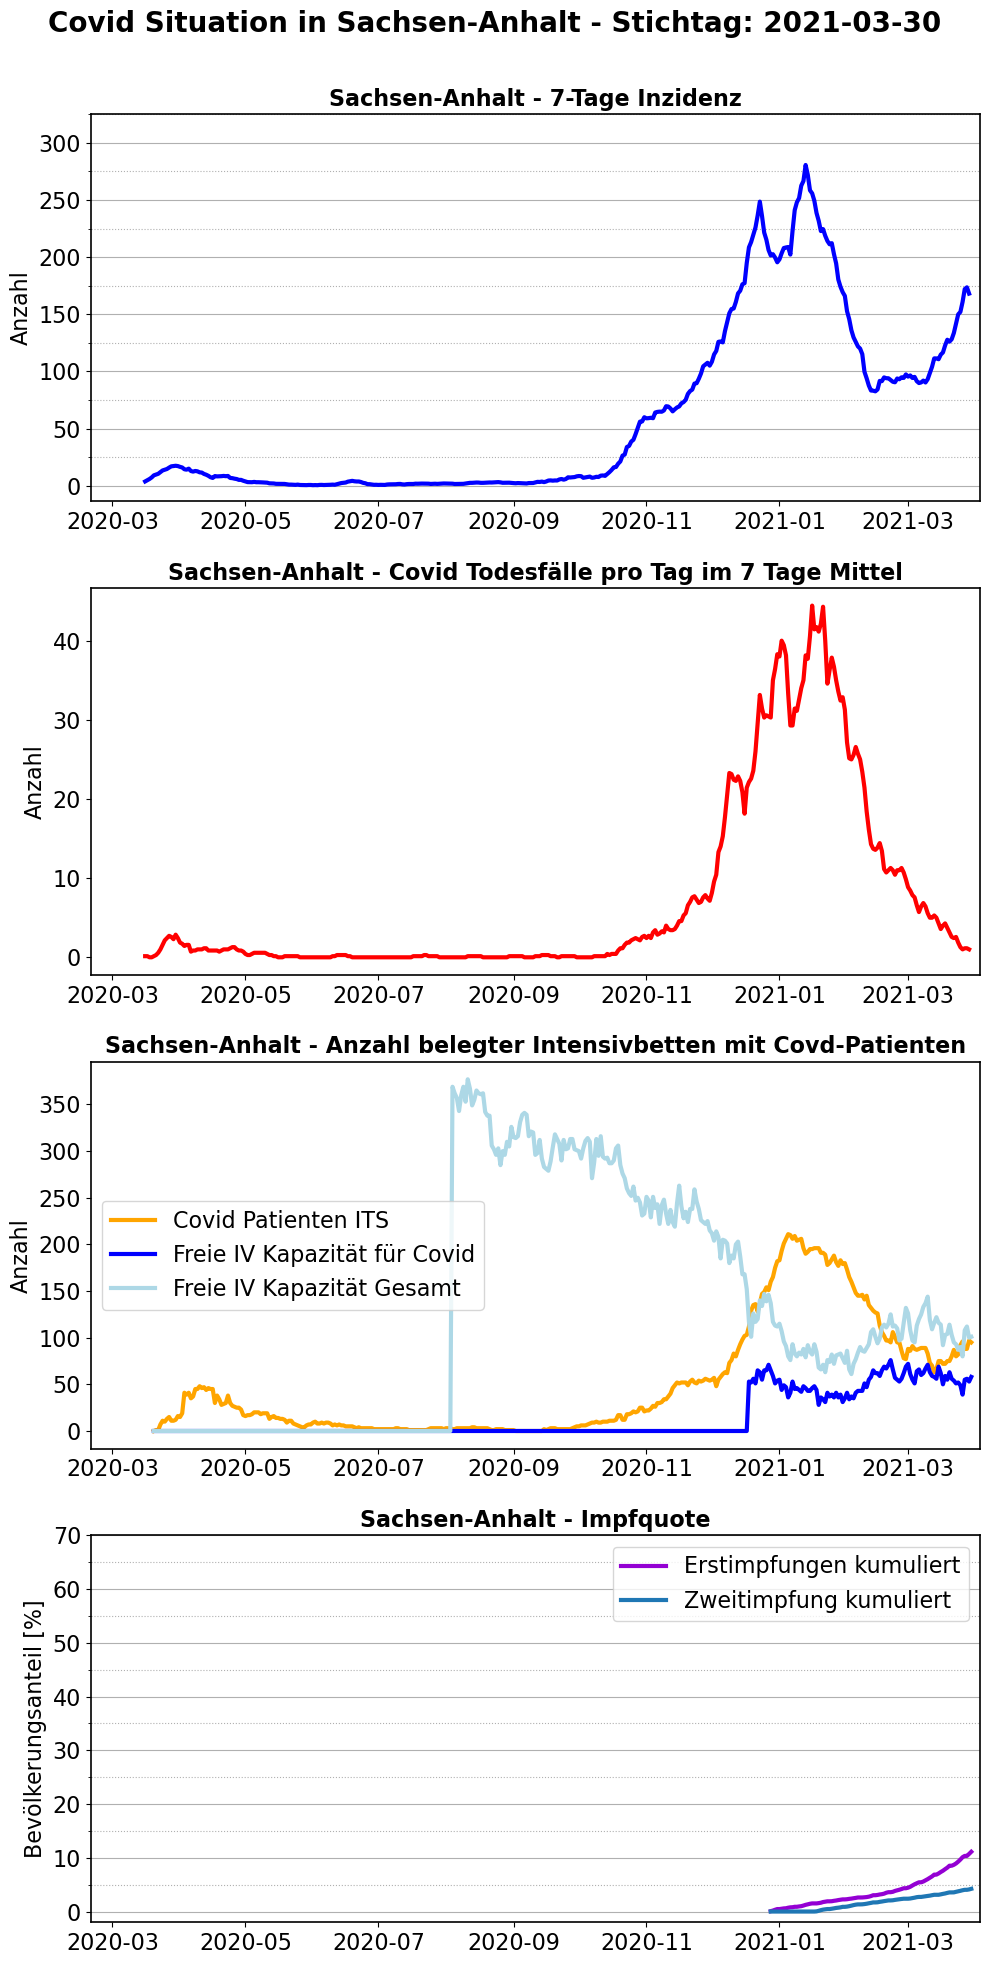 Covid Situation in Sachsen-Anhalt - Stichtag: 2021-03-30
Sachsen-Anhalt - 7-Tage Inzidenz
300
250
200
150
100
50
0
Anzahl
2020-03 2020-05 2020-07 2020-09 2020-11 2021-01 2021-03
Sachsen-Anhalt - Covid Todesfälle pro Tag im 7 Tage Mittel
40
30
20
10
0
Anzahl
2020-03 2020-05 2020-07 2020-09 2020-11 2021-01 2021-03
Sachsen-Anhalt - Anzahl belegter Intensivbetten mit Covd-Patienten
350
300
250
200
150
100
50
0
Anzahl
Covid Patienten ITS
Freie IV Kapazität für Covid
Freie IV Kapazität Gesamt
2020-03 2020-05 2020-07 2020-09 2020-11 2021-01 2021-03
Sachsen-Anhalt - Impfquote
70
60
50
40
30
20
10
0
Bevölkerungsanteil [%]
Erstimpfungen kumuliert
Zweitimpfung kumuliert
2020-03 2020-05 2020-07 2020-09 2020-11 2021-01 2021-03